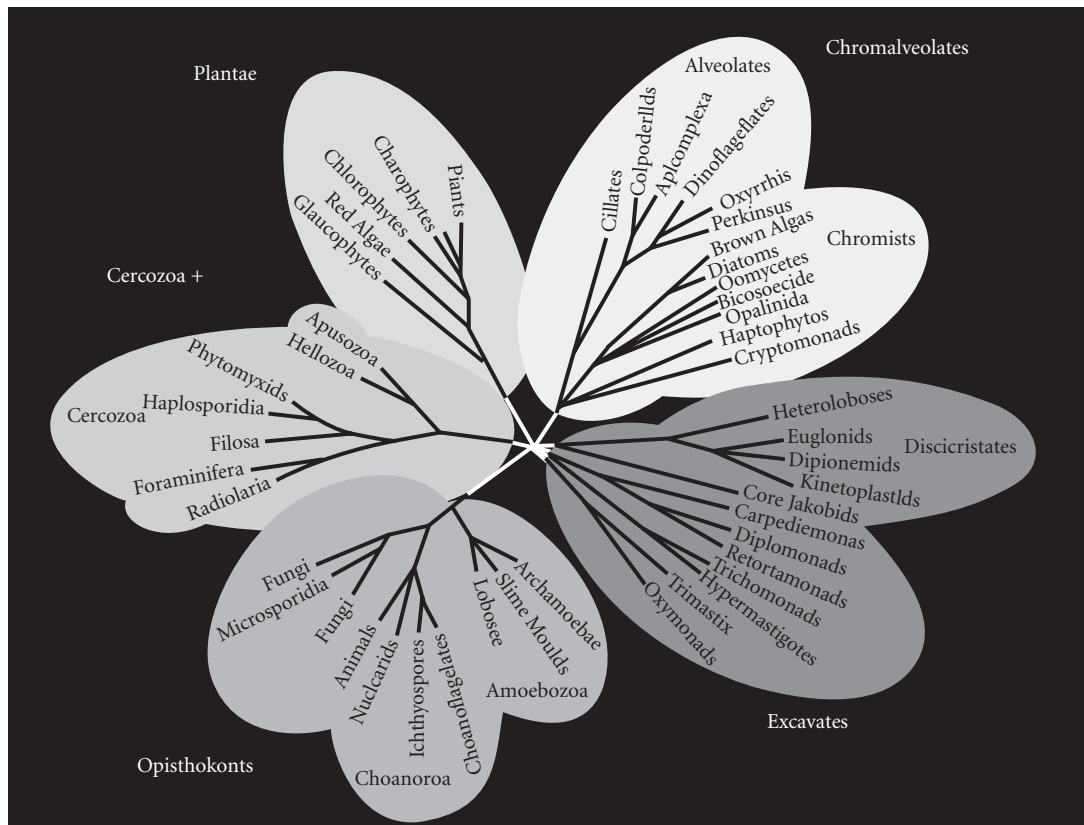 Chromalveolates
Alveolates
Plantae
Colpoderllds
Aplcomplexa
Dinoflageflates
Cillates
Oxyrrhis
Perkinsus
Brown Algas
Chromists
Diatoms
Oomycetes
Bicosoecide
Opalinida
Haptophytos
Cryptomonads
Piants
Charophytes
Chlorophytes
Red Algae
Glaucophytes
Cercozoa +
Apusozoa
Hellozoa
Phytomyxids
Haplosporidia
Cercozoa
Filosa
Foraminifera
Radiolaria
Heteroloboses
Euglonids
Discicristates
Dipionemids
Kinetoplastlds
Core Jakobids
Carpediemonas
Diplomonads
Retortamonads
Trichomonads
Hypermastigotes
Trimastix
Oxymonads
Excavates
Fungi
Microsporidia
Fungi
Animals
Nuclcarids
Ichthyospores
Choanoflagelates
Lobosee
Slime Moulds
Archamoebae
Amoebozoa
Opisthokonts
Choanoroa